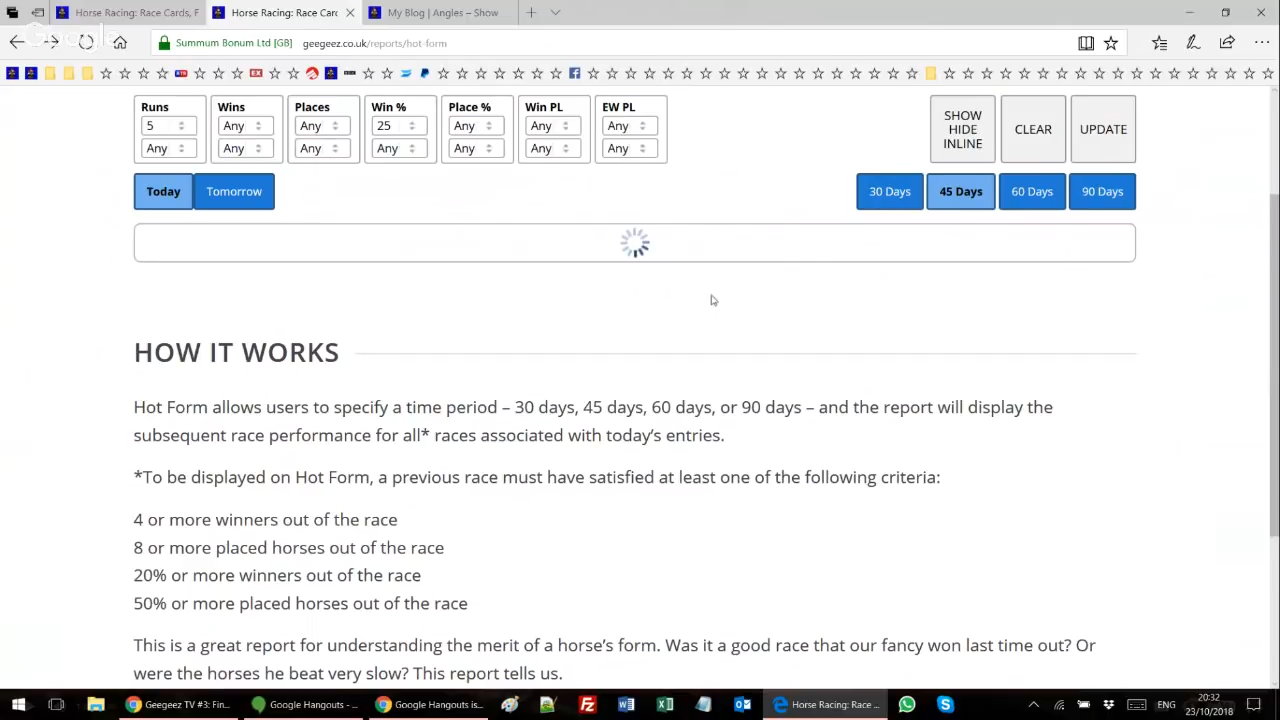 Horse Racing: Race Cards, F
Horse Racing: Race Carc
My Blog | Angles – Show
Google
Summum Bonum Ltd [GB]
geegeez.co.uk/reports/hot-form
Runs
Wins
Places
Win %
Place %
Win PL
EW PL
5
Any
Any
25
Any
Any
Any
Any
Any
Any
Any
Any
Any
Any
SHOW
HIDE
INLINE
CLEAR
UPDATE
Today
Tomorrow
30 Days
45 Days
60 Days
90 Days
HOW IT WORKS
Hot Form allows users to specify a time period – 30 days, 45 days, 60 days, or 90 days – and the report will display the
subsequent race performance for all* races associated with today's entries.
*To be displayed on Hot Form, a previous race must have satisfied at least one of the following criteria:
4 or more winners out of the race
8 or more placed horses out of the race
20% or more winners out of the race
50% or more placed horses out of the race
This is a great report for understanding the merit of a horse's form. Was it a good race that our fancy won last time out? Or
were the horses he beat very slow? This report tells us.
Geegeez TV #3: Fin...
Google Hangouts - ...
Google Hangouts is...
Horse Racing: Race ...
ENG
20:32
23/10/2018